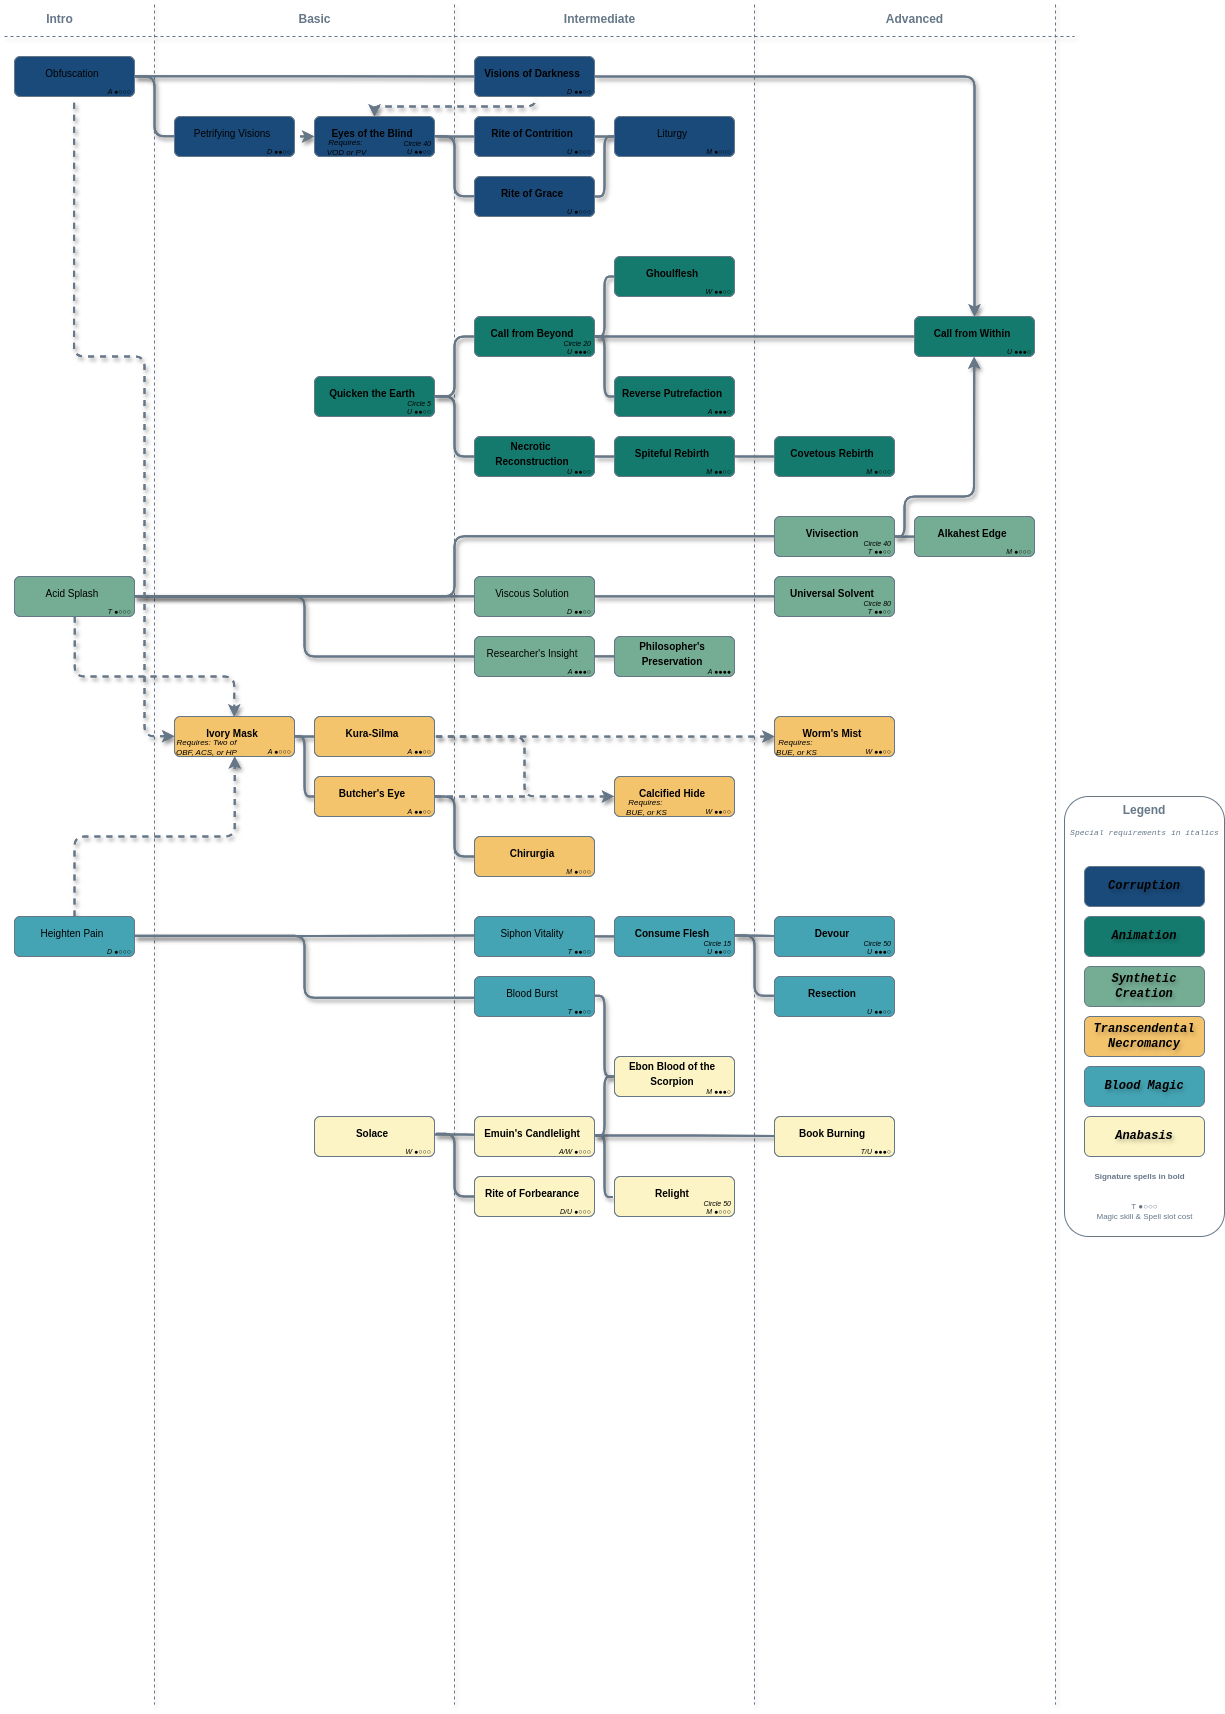 Intro
Basic
Intermediate
Advanced
Obfuscation
A ●○○○
Visions of Darkness
D ●●○○
Petrifying Visions
D ●●○○
Eyes of the Blind
Requires:
VOD or PV
Circle 40
U ●●○○
Rite of Contrition
U ●○○○
Liturgy
M ●○○○
Rite of Grace
U ●○○○
Ghoulflesh
W ●●○○
Call from Beyond
Circle 20
U ●●●○
Call from Within
U ●●●○
Quicken the Earth
Circle 5
U ●●○○
Reverse Putrefaction
A ●●●○
Necrotic
Reconstruction
U ●●○○
Spiteful Rebirth
M ●●○○
Covetous Rebirth
M ●○○○
Vivisection
Circle 40
T ●●○○
Alkahest Edge
M ●○○○
Acid Splash
T ●○○○
Viscous Solution
D ●●○○
Universal Solvent
Circle 80
T ●●○○
Researcher's Insight
A ●●●○
Philosopher's
Preservation
A ●●●●
Ivory Mask
Requires: Two of
OBF, ACS, or HP
A ●○○○
Kura-Silma
A ●●○○
Worm's Mist
Requires:
BUE, or KS
W ●●○○
Butcher's Eye
A ●●○○
Calcified Hide
Requires:
BUE, or KS
W ●●○○
Chirurgia
M ●○○○
Heighten Pain
D ●○○○
Siphon Vitality
T ●●○○
Consume Flesh
Circle 15
U ●●○○
Devour
Circle 50
U ●●●○
Blood Burst
T ●●○○
Resection
U ●●○○
Ebon Blood of the
Scorpion
M ●●●○
Solace
W ●○○○
Emuin's Candlelight
A/W ●○○○
Book Burning
T/U ●●●○
Rite of Forbearance
D/U ●○○○
Relight
Circle 50
M ●○○○
Legend
Special requirements in italics
Corruption
Animation
Synthetic
Creation
Transcendental
Necromancy
Blood Magic
Anabasis
Signature spells in bold
T ●○○○
Magic skill & Spell slot cost